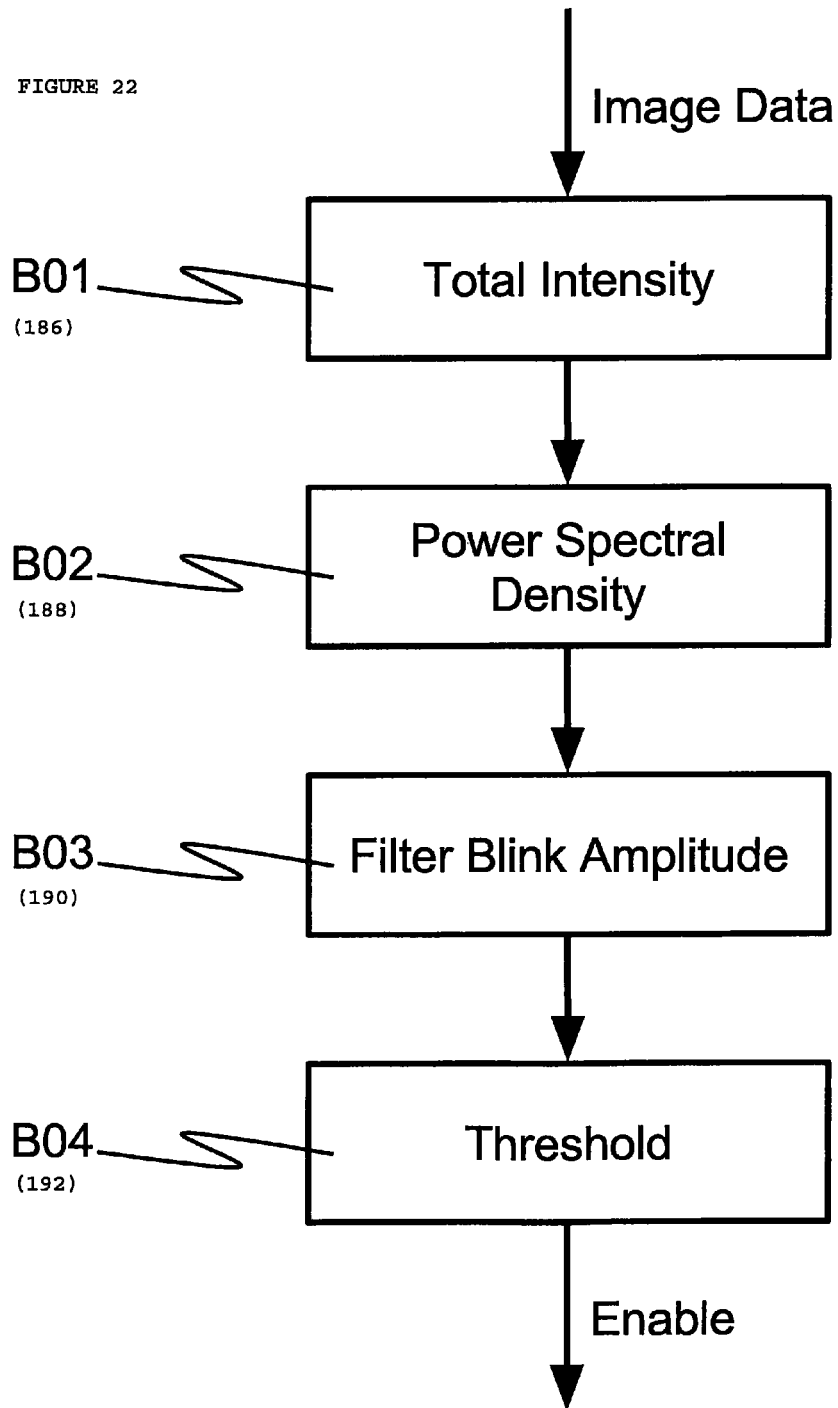 FIGURE 22
Image Data
B01
(186)
Total Intensity
B02
(188)
Power Spectral
Density
B03
(190)
Filter Blink Amplitude
B04
(192)
Threshold
Enable